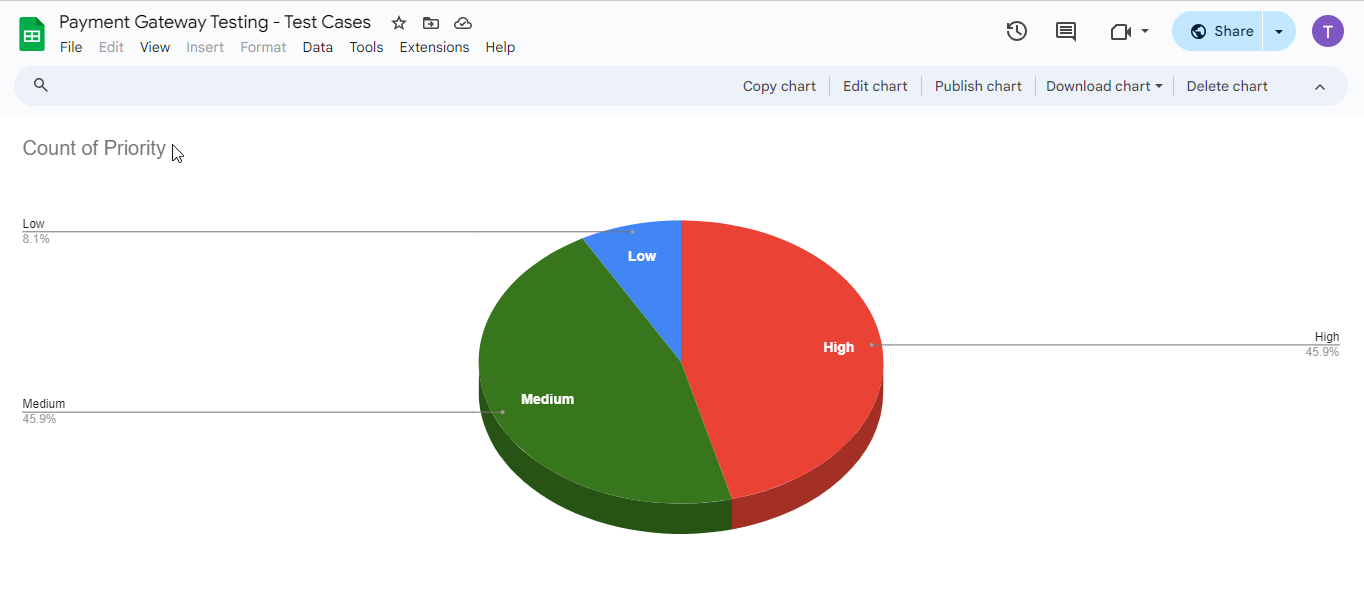 Payment Gateway Testing - Test Cases
File Edit View Insert Format Data Tools Extensions Help
Share
T
Copy chart Edit chart Publish chart Download chart Delete chart
Count of Priority
Low
8.1%
Low
High
High
45.9%
Medium
Medium
45.9%